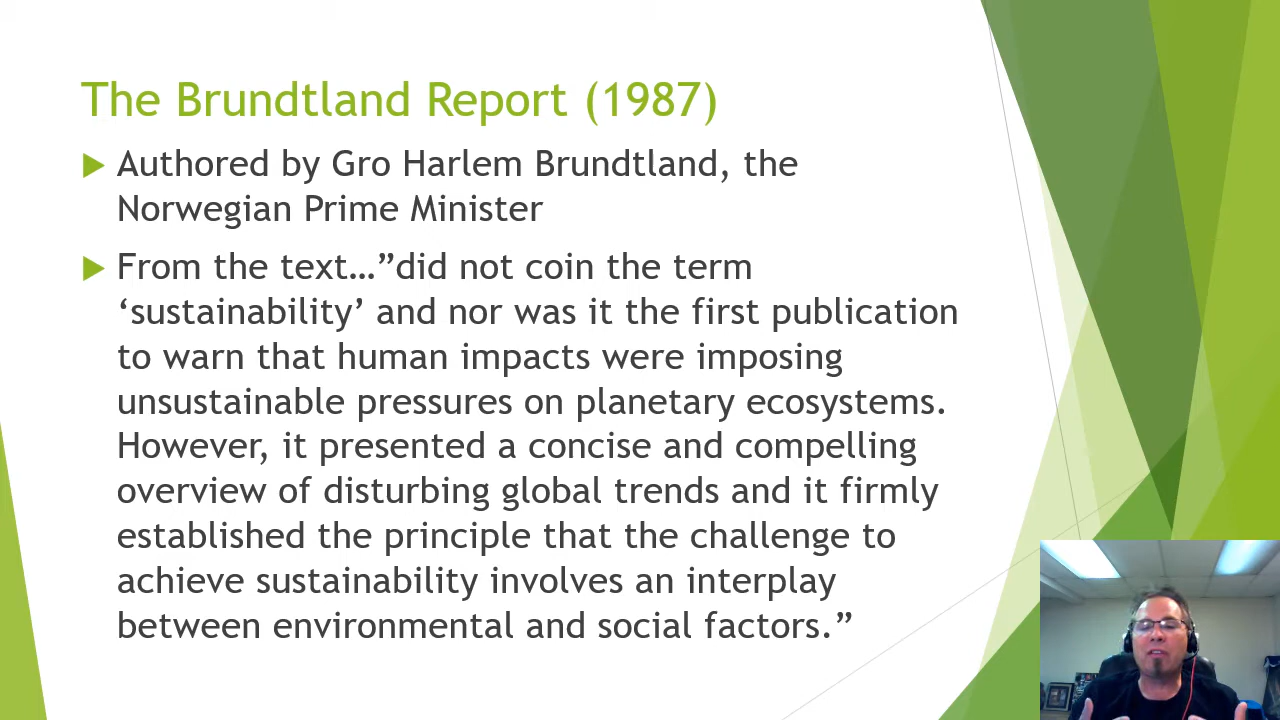 The Brundtland Report (1987)
Authored by Gro Harlem Brundtland, the
Norwegian Prime Minister
From the text…”did not coin the term
‘sustainability’ and nor was it the first publication
to warn that human impacts were imposing
unsustainable pressures on planetary ecosystems.
However, it presented a concise and compelling
overview of disturbing global trends and it firmly
established the principle that the challenge to
achieve sustainability involves an interplay
between environmental and social factors.”